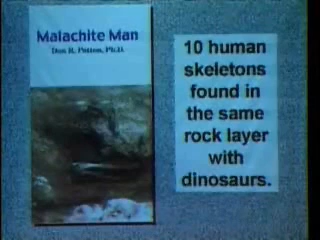 Malachite Man
Don R. Patton, Ph.D.
10 human
skeletons
found in
the same
rock layer
with
dinosaurs.